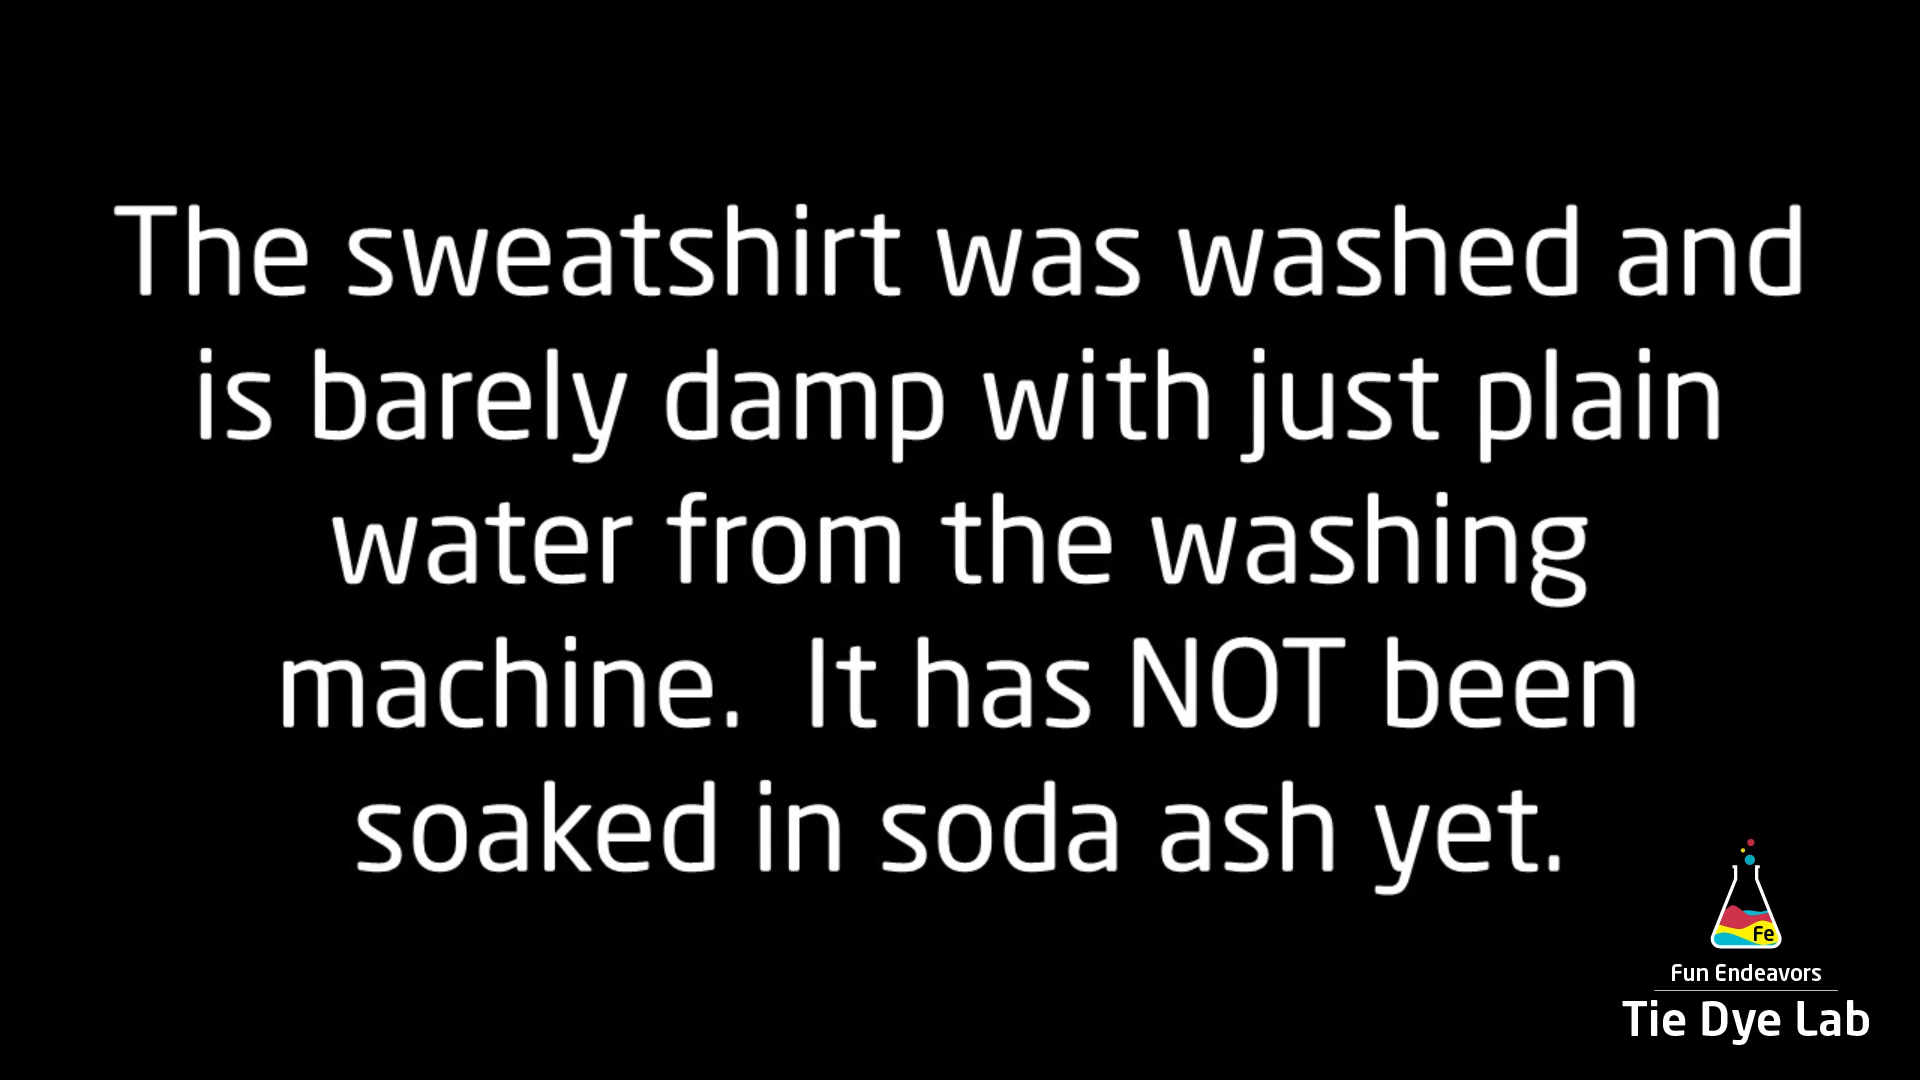 The sweatshirt was washed and
is barely damp with just plain
water from the washing
machine.  It has NOT been
soaked in soda ash yet.
Fe
Fun Endeavors
Tie Dye Lab